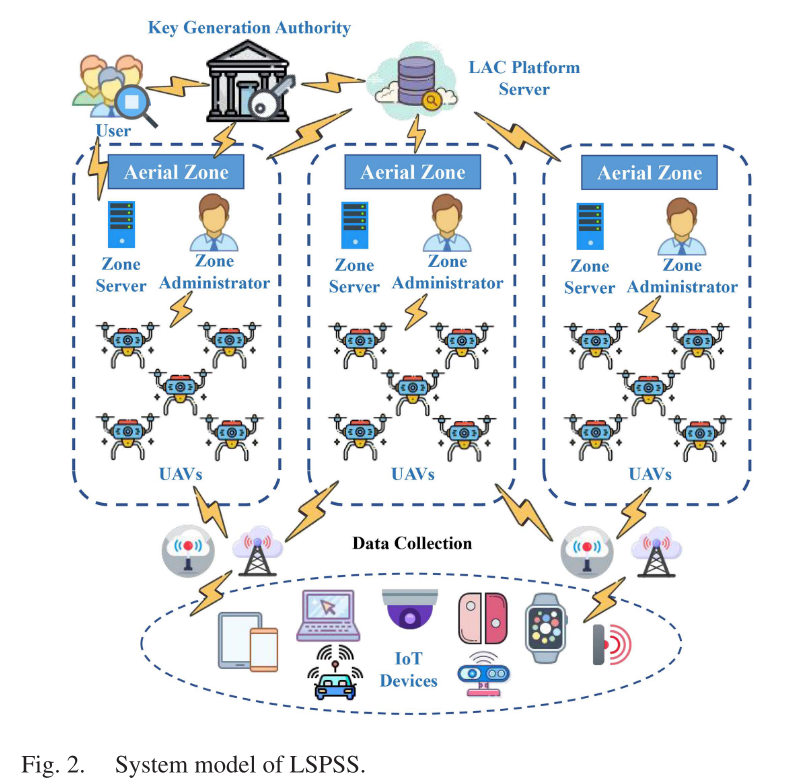 Key Generation Authority
LAC Platform
Server
User
Aerial Zone
Aerial Zone
Aerial Zone
Zone
Server
Zone
Administrator
Zone
Server
Zone
Administrator
Zone
Server
Zone
Administrator
UAVs
UAVs
UAVs
Data Collection
IoT
Devices
Fig. 2. System model of LSPSS.